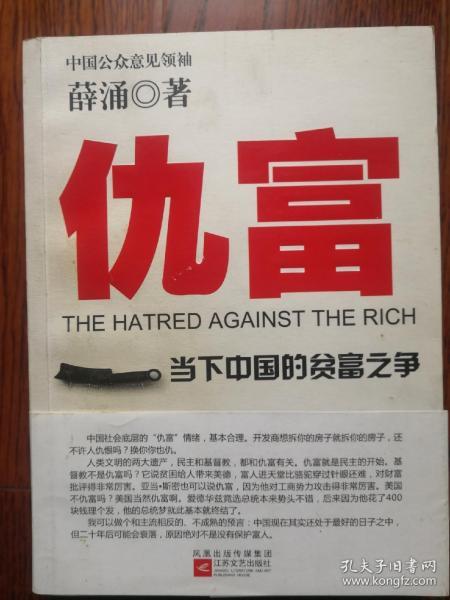 中国公众意见领袖
薛涌◎著
仇富
THE HATRED AGAINST THE RICH
当下中国的贫富之争
中国社会底层的“仇富”情绪，基本合理。开发商想拆你的房子就拆你的房子，还
不许人仇恨吗？换你你也仇。
人类文明的两大遗产，民主和基督教，都和仇富有关。仇富就是民主的开始。基
督教不是仇富吗？它说贫困给人带来美德，富人进天堂比骆驼穿过针眼还难，对财富
批评得非常厉害。亚当•斯密也可以说仇富，因为他对工商势力攻击得非常厉害。美国
不仇富吗？美国当然仇富啊。爱德华兹竞选总统本来势头不错，后来因为他花了400
块钱理个发，他的总统梦就此基本就终结了。
我可以做个和主流相反的、不成熟的预言：中国现在其实还处于最好的日子之中，
但二十年后可能会衰落，原因绝对不是没有保护富人。
凤凰出版传媒集团
江苏文艺出版社
JIANGSU LITERATURE AND ART
PUBLISHING HOUSE
孔夫子旧书网
www.kongfz.com